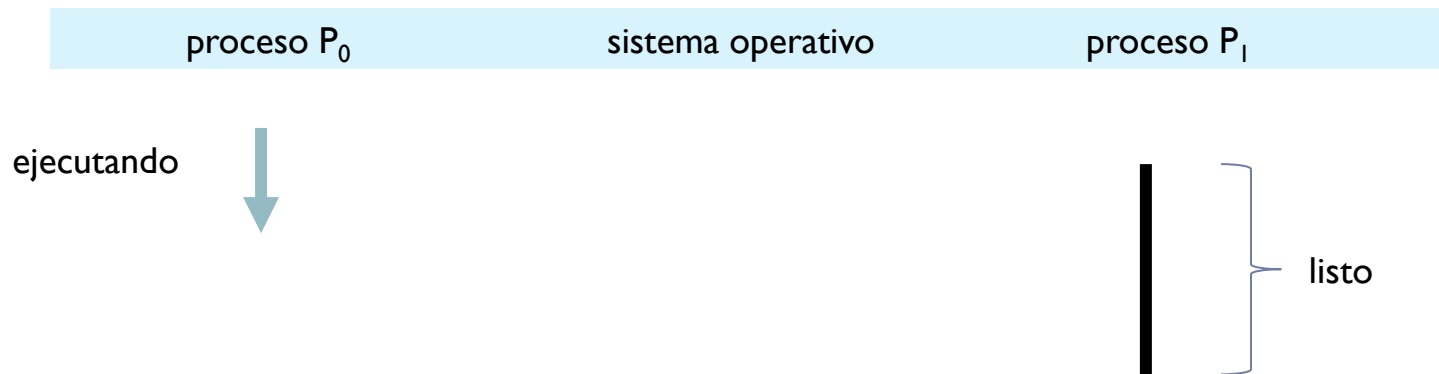 proceso P₀ sistema operativo proceso P₁
ejecutando
listo